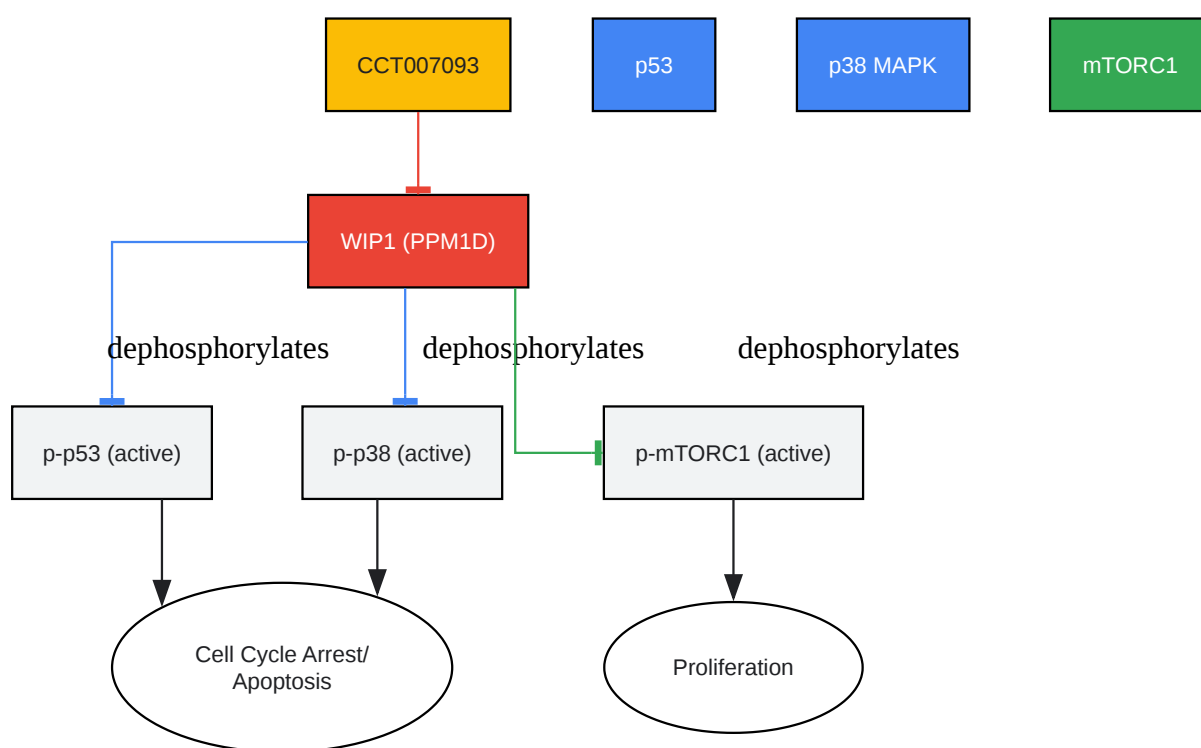 CCT007093
p53
p38 MAPK
mTORC1
WIP1 (PPM1D)
dephosphorylates
dephosphorylates
dephosphorylates
p-p53 (active)
p-p38 (active)
p-mTORC1 (active)
Cell Cycle Arrest/
Apoptosis
Proliferation